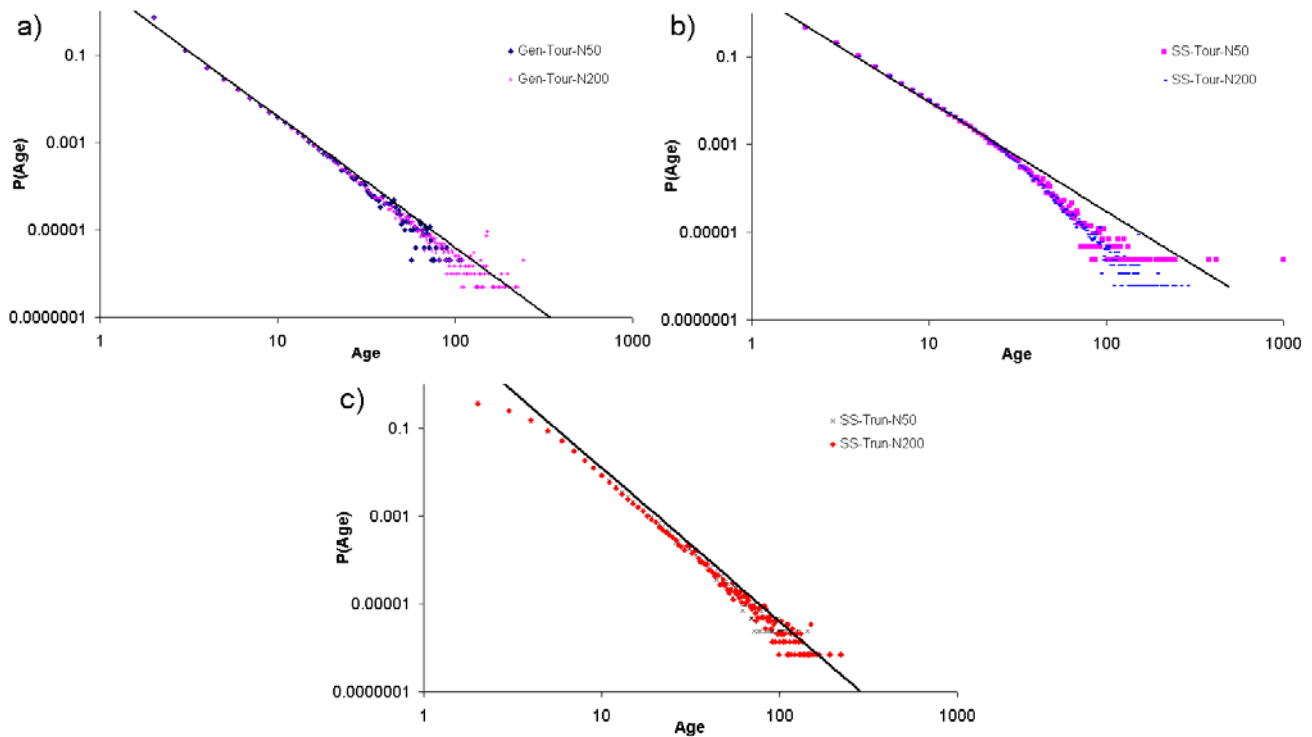 a)
0.1
0.001
0.00001
0.0000001
P(Age)
1
10
100
1000
Age
Gen-Tour-N50
Gen-Tour-N200
b)
0.1
0.001
0.00001
0.0000001
P(Age)
1
10
100
1000
Age
SS-Tour-N50
SS-Tour-N200
c)
0.1
0.001
0.00001
0.0000001
P(Age)
1
10
100
1000
Age
SS-Trun-N50
SS-Trun-N200